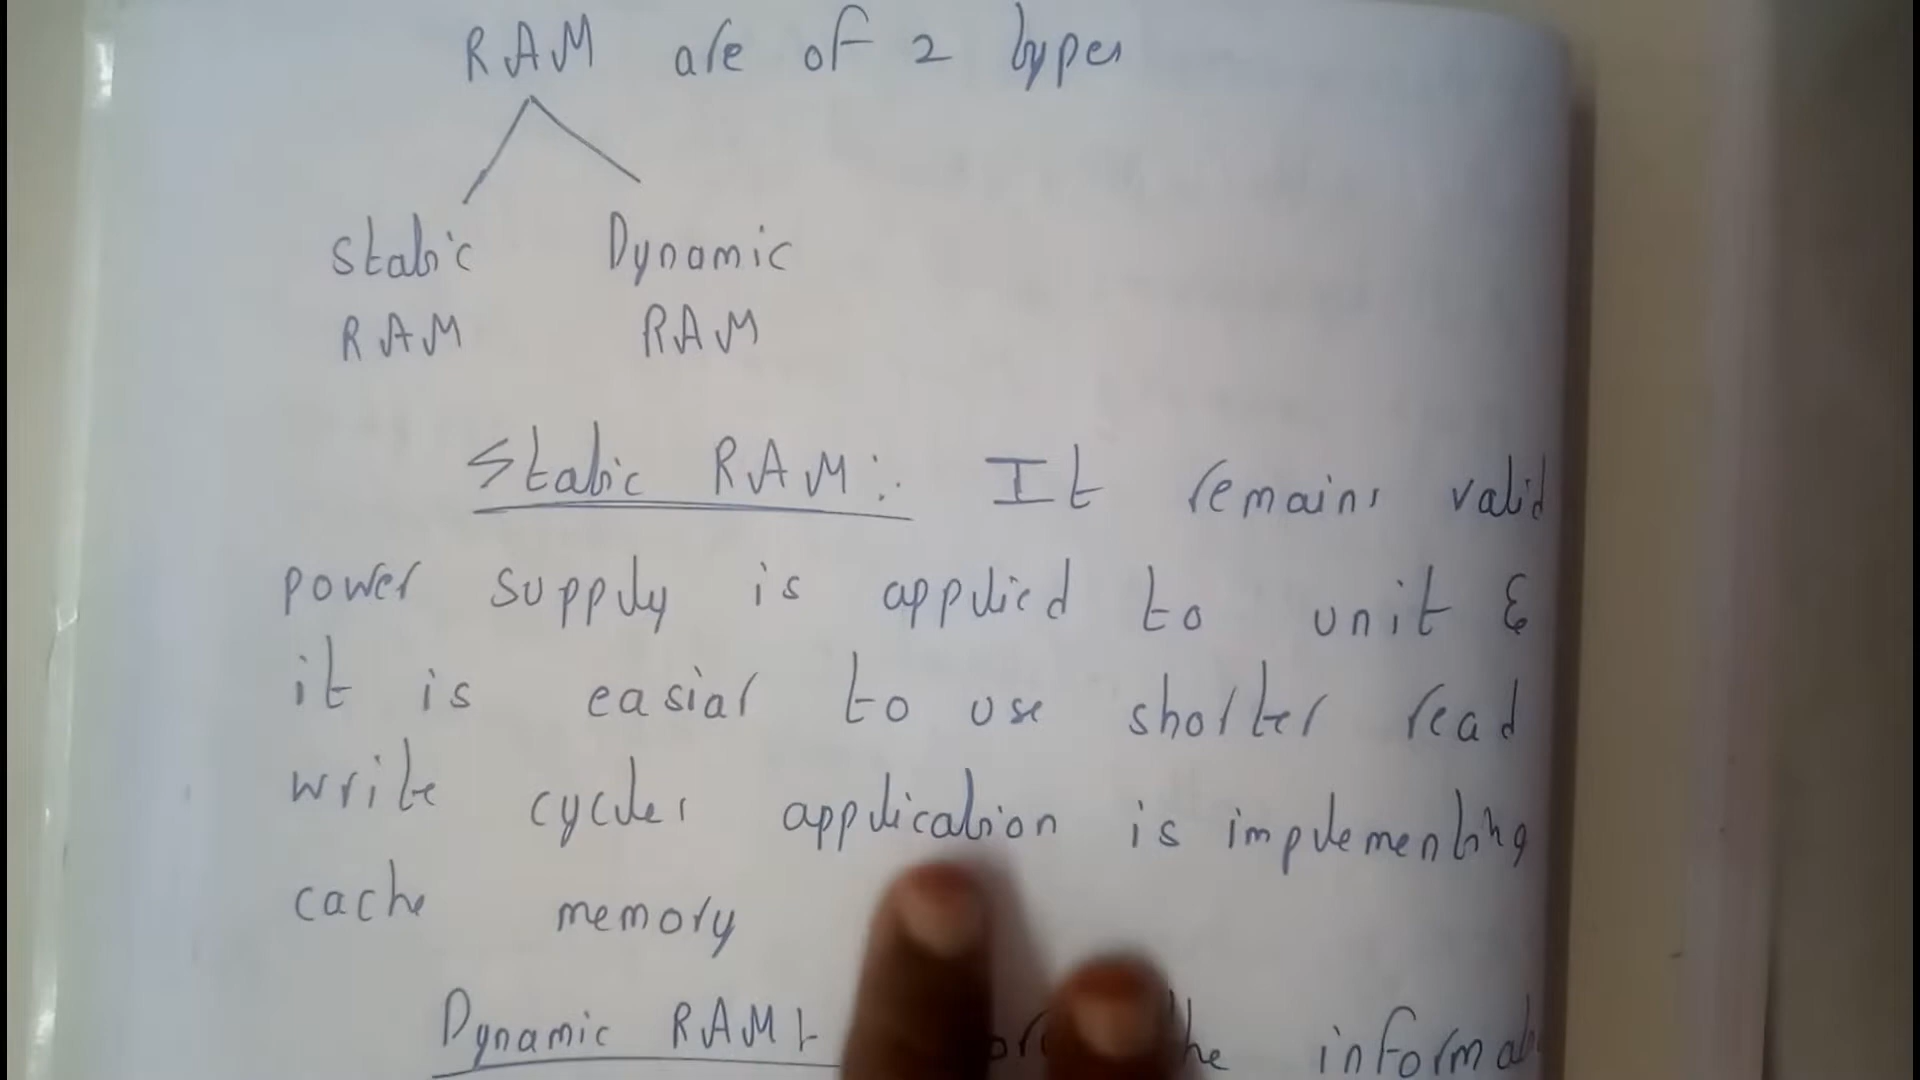 RAM are of 2 types
Static Dynamic
RAM RAM
Static RAM:. It remains valid
power supply is applied to unit &
it is easiar to use shorter read
write cycles application is implementing
cache memory
Dynamic RAM:- the